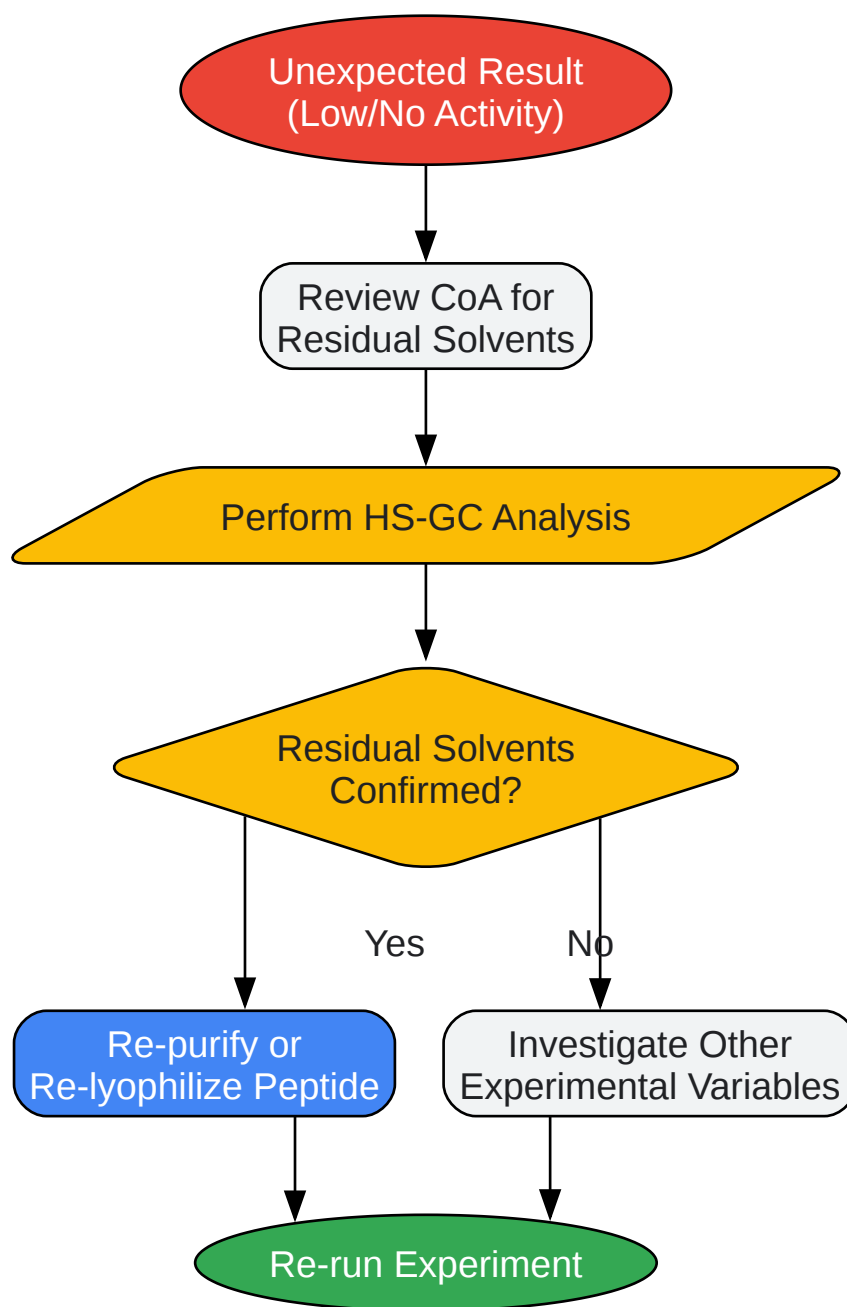 Unexpected Result
(Low/No Activity)
Review CoA for
Residual Solvents
Perform HS-GC Analysis
Residual Solvents
Confirmed?
Yes
No
Re-purify or
Re-lyophilize Peptide
Investigate Other
Experimental Variables
Re-run Experiment